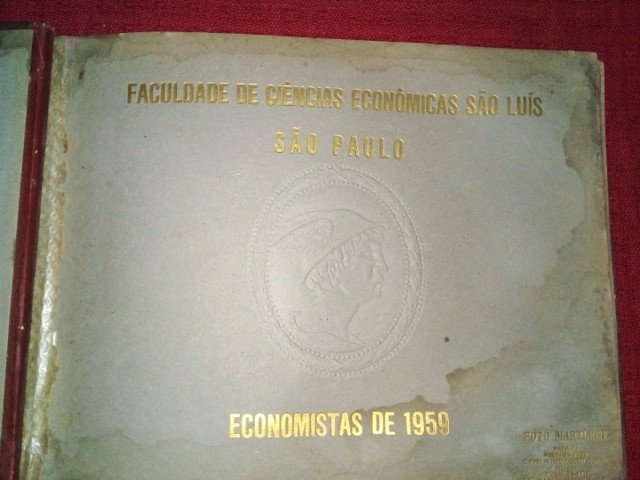 FACULDADE DE CIÊNCIAS ECONÔMICAS SÃO LUÍS
SÃO PAULO
ECONOMISTAS DE 1959
FOTO